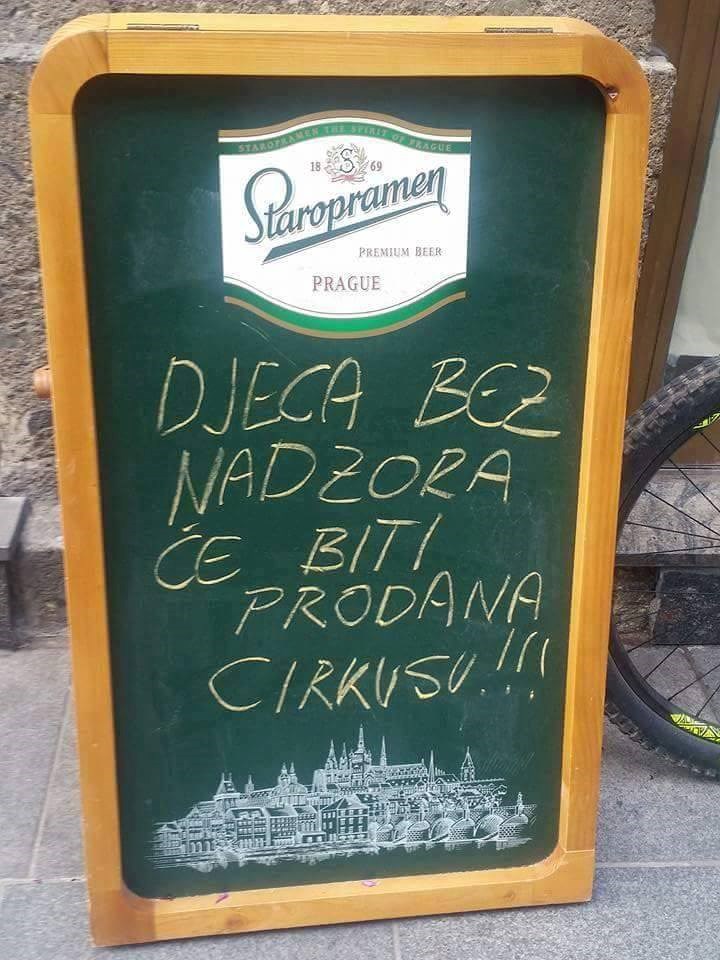 STAROPRAMEN THE SPIRIT OF PRAGUE
18 S 69
Staropramen
PREMIUM BEER
PRAGUE
DJECA BEZ
NADZORA
ĆE BITI
PRODANA
CIRKUSU!!!